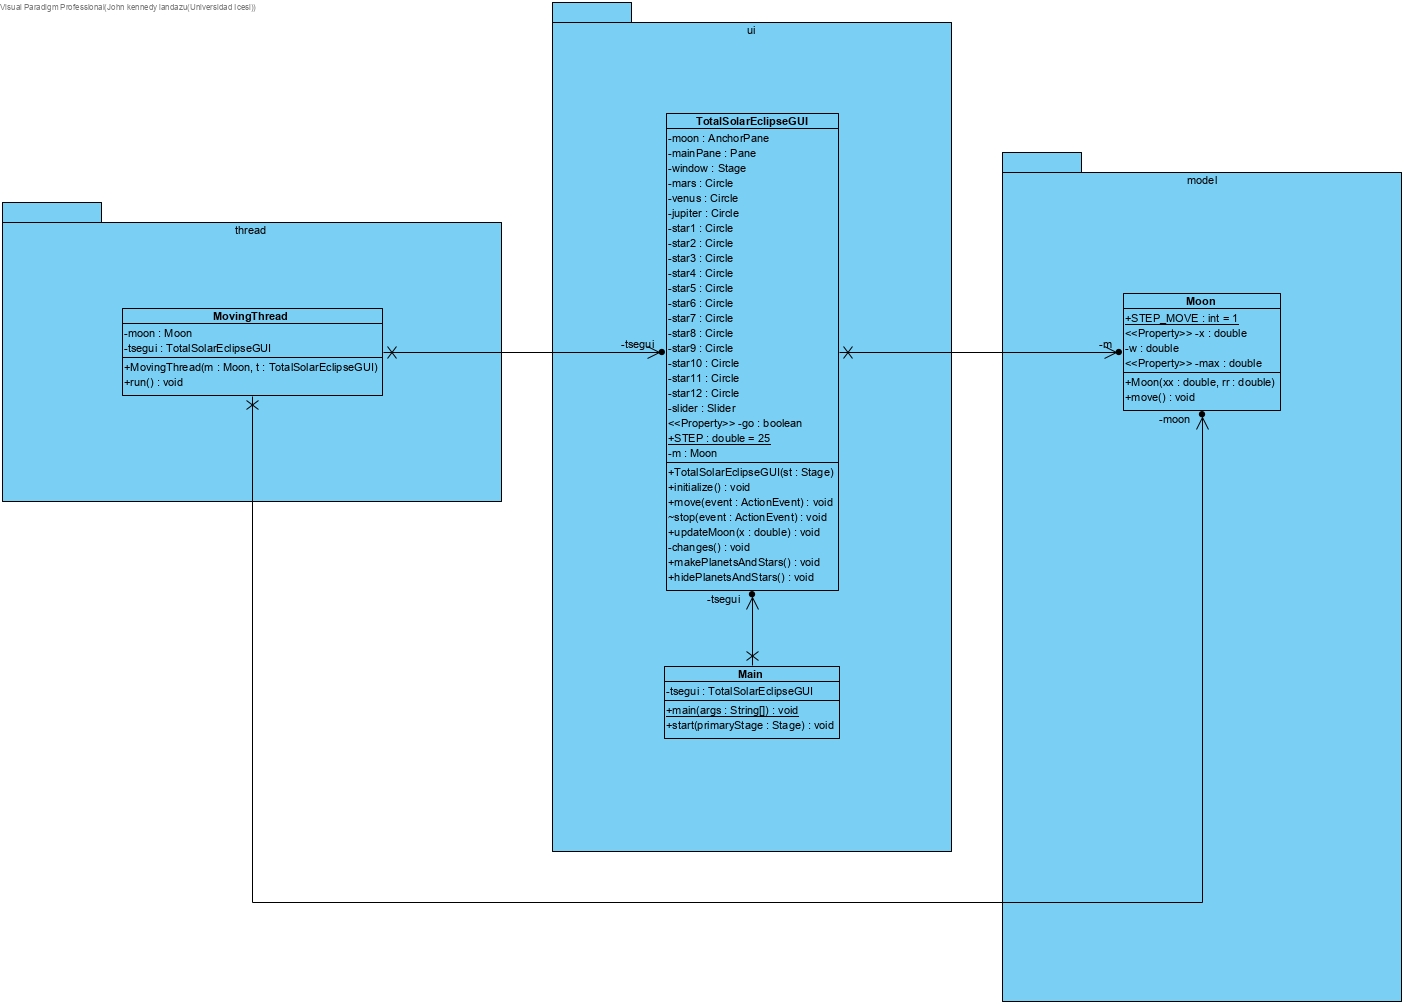 Visual Paradigm Professional(John kennedy landazu(Universidad Icesi))
thread
MovingThread
-moon : Moon
-tsegui : TotalSolarEclipseGUI
+MovingThread(m : Moon, t : TotalSolarEclipseGUI)
+run() : void
ui
TotalSolarEclipseGUI
-moon : AnchorPane
-mainPane : Pane
-window : Stage
-mars : Circle
-venus : Circle
-jupiter : Circle
-star1 : Circle
-star2 : Circle
-star3 : Circle
-star4 : Circle
-star5 : Circle
-star6 : Circle
-star7 : Circle
-star8 : Circle
-star9 : Circle
-star10 : Circle
-star11 : Circle
-star12 : Circle
-slider : Slider
<<Property>> -go : boolean
+STEP : double = 25
-m : Moon
+TotalSolarEclipseGUI(st : Stage)
+initialize() : void
+move(event : ActionEvent) : void
~stop(event : ActionEvent) : void
+updateMoon(x : double) : void
-changes() : void
+makePlanetsAndStars() : void
+hidePlanetsAndStars() : void
-tsegui
-tsegui
Main
-tsegui : TotalSolarEclipseGUI
+main(args : String[]) : void
+start(primaryStage : Stage) : void
model
Moon
+STEP_MOVE : int = 1
<<Property>> -x : double
-w : double
<<Property>> -max : double
+Moon(xx : double, rr : double)
+move() : void
-m
-moon